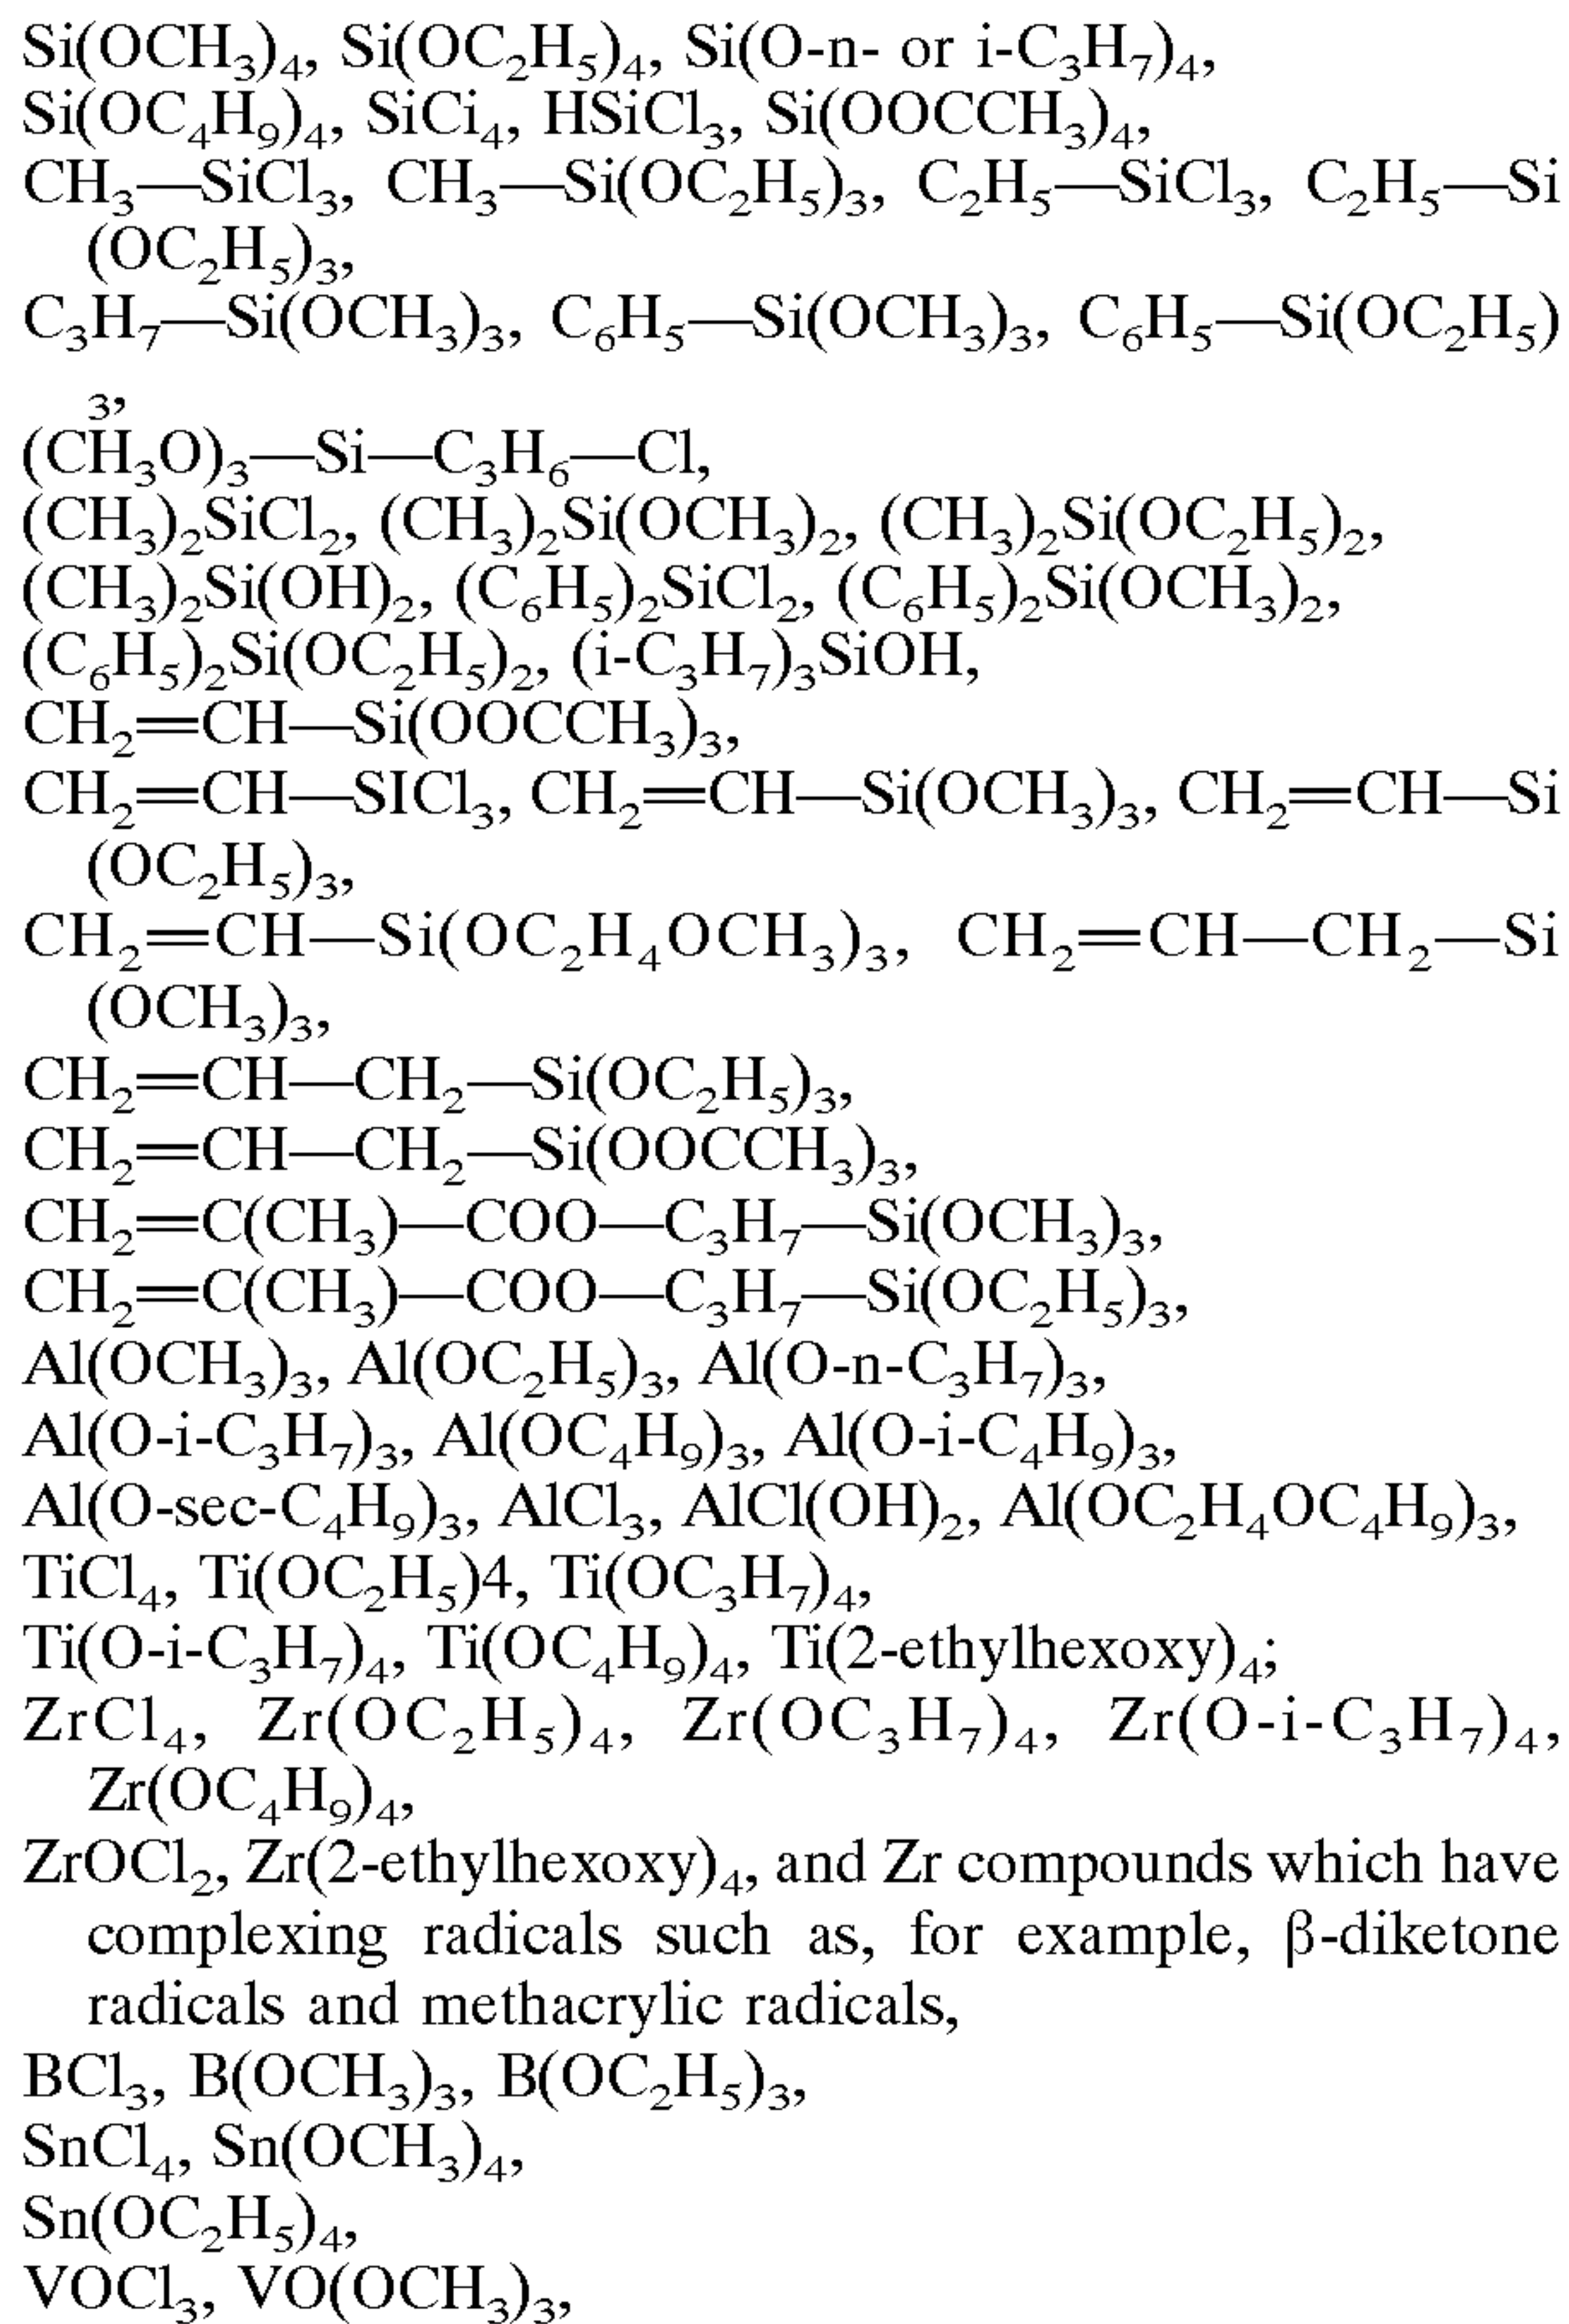 Si(OCH₃)₄, Si(OC₂H₅)₄, Si(O-n- or i-C₃H₇)₄,
Si(OC₄H₉)₄, SiCi₄, HSiCl₃, Si(OOCCH₃)₄,
CH₃—SiCl₃, CH₃—Si(OC₂H₅)₃, C₂H₅—SiCl₃, C₂H₅—Si
(OC₂H₅)₃,
C₃H₇—Si(OCH₃)₃, C₆H₅—Si(OCH₃)₃, C₆H₅—Si(OC₂H₅)
₃,
(CH₃O)₃—Si—C₃H₆—Cl,
(CH₃)₂SiCl₂, (CH₃)₂Si(OCH₃)₂, (CH₃)₂Si(OC₂H₅)₂,
(CH₃)₂Si(OH)₂, (C₆H₅)₂SiCl₂, (C₆H₅)₂Si(OCH₃)₂,
(C₆H₅)₂Si(OC₂H₅)₂, (i-C₃H₇)₃SiOH,
CH₂=CH—Si(OOCCH₃)₃,
CH₂=CH—SICl₃, CH₂=CH—Si(OCH₃)₃, CH₂=CH—Si
(OC₂H₅)₃,
CH₂=CH—Si(OC₂H₄OCH₃)₃, CH₂=CH—CH₂—Si
(OCH₃)₃,
CH₂=CH—CH₂—Si(OC₂H₅)₃,
CH₂=CH—CH₂—Si(OOCCH₃)₃,
CH₂=C(CH₃)—COO—C₃H₇—Si(OCH₃)₃,
CH₂=C(CH₃)—COO—C₃H₇—Si(OC₂H₅)₃,
Al(OCH₃)₃, Al(OC₂H₅)₃, Al(O-n-C₃H₇)₃,
Al(O-i-C₃H₇)₃, Al(OC₄H₉)₃, Al(O-i-C₄H₉)₃,
Al(O-sec-C₄H₉)₃, AlCl₃, AlCl(OH)₂, Al(OC₂H₄OC₄H₉)₃,
TiCl₄, Ti(OC₂H₅)4, Ti(OC₃H₇)₄,
Ti(O-i-C₃H₇)₄, Ti(OC₄H₉)₄, Ti(2-ethylhexoxy)₄;
ZrCl₄, Zr(OC₂H₅)₄, Zr(OC₃H₇)₄, Zr(O-i-C₃H₇)₄,
Zr(OC₄H₉)₄,
ZrOCl₂, Zr(2-ethylhexoxy)₄, and Zr compounds which have
complexing radicals such as, for example, β-diketone
radicals and methacrylic radicals,
BCl₃, B(OCH₃)₃, B(OC₂H₅)₃,
SnCl₄, Sn(OCH₃)₄,
Sn(OC₂H₅)₄,
VOCl₃, VO(OCH₃)₃,